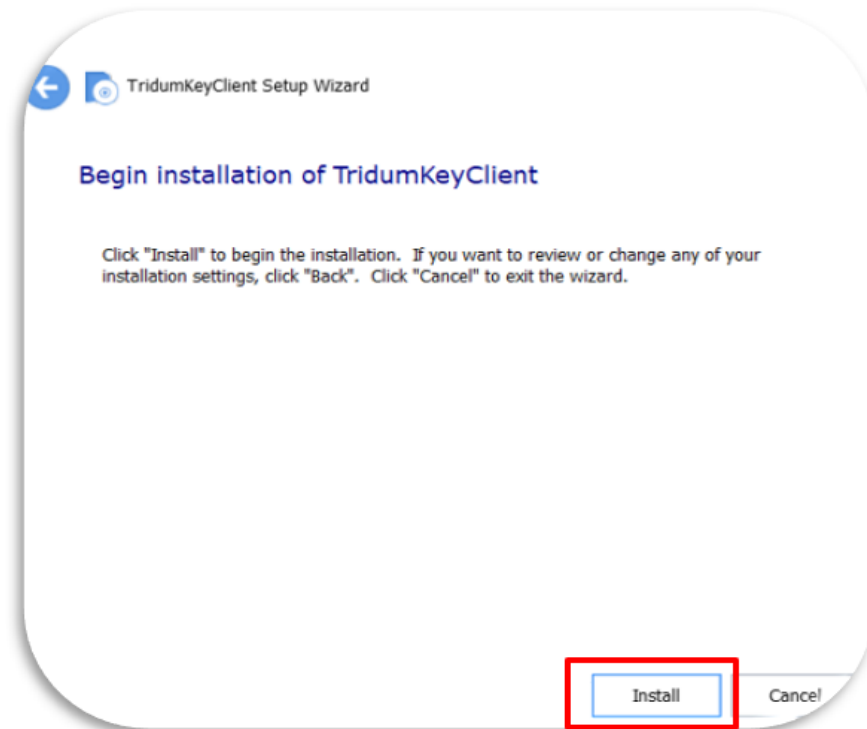 TridumKeyClient Setup Wizard
Begin installation of TridumKeyClient
Click "Install" to begin the installation.  If you want to review or change any of your
installation settings, click "Back".  Click "Cancel" to exit the wizard.
Install
Cancel